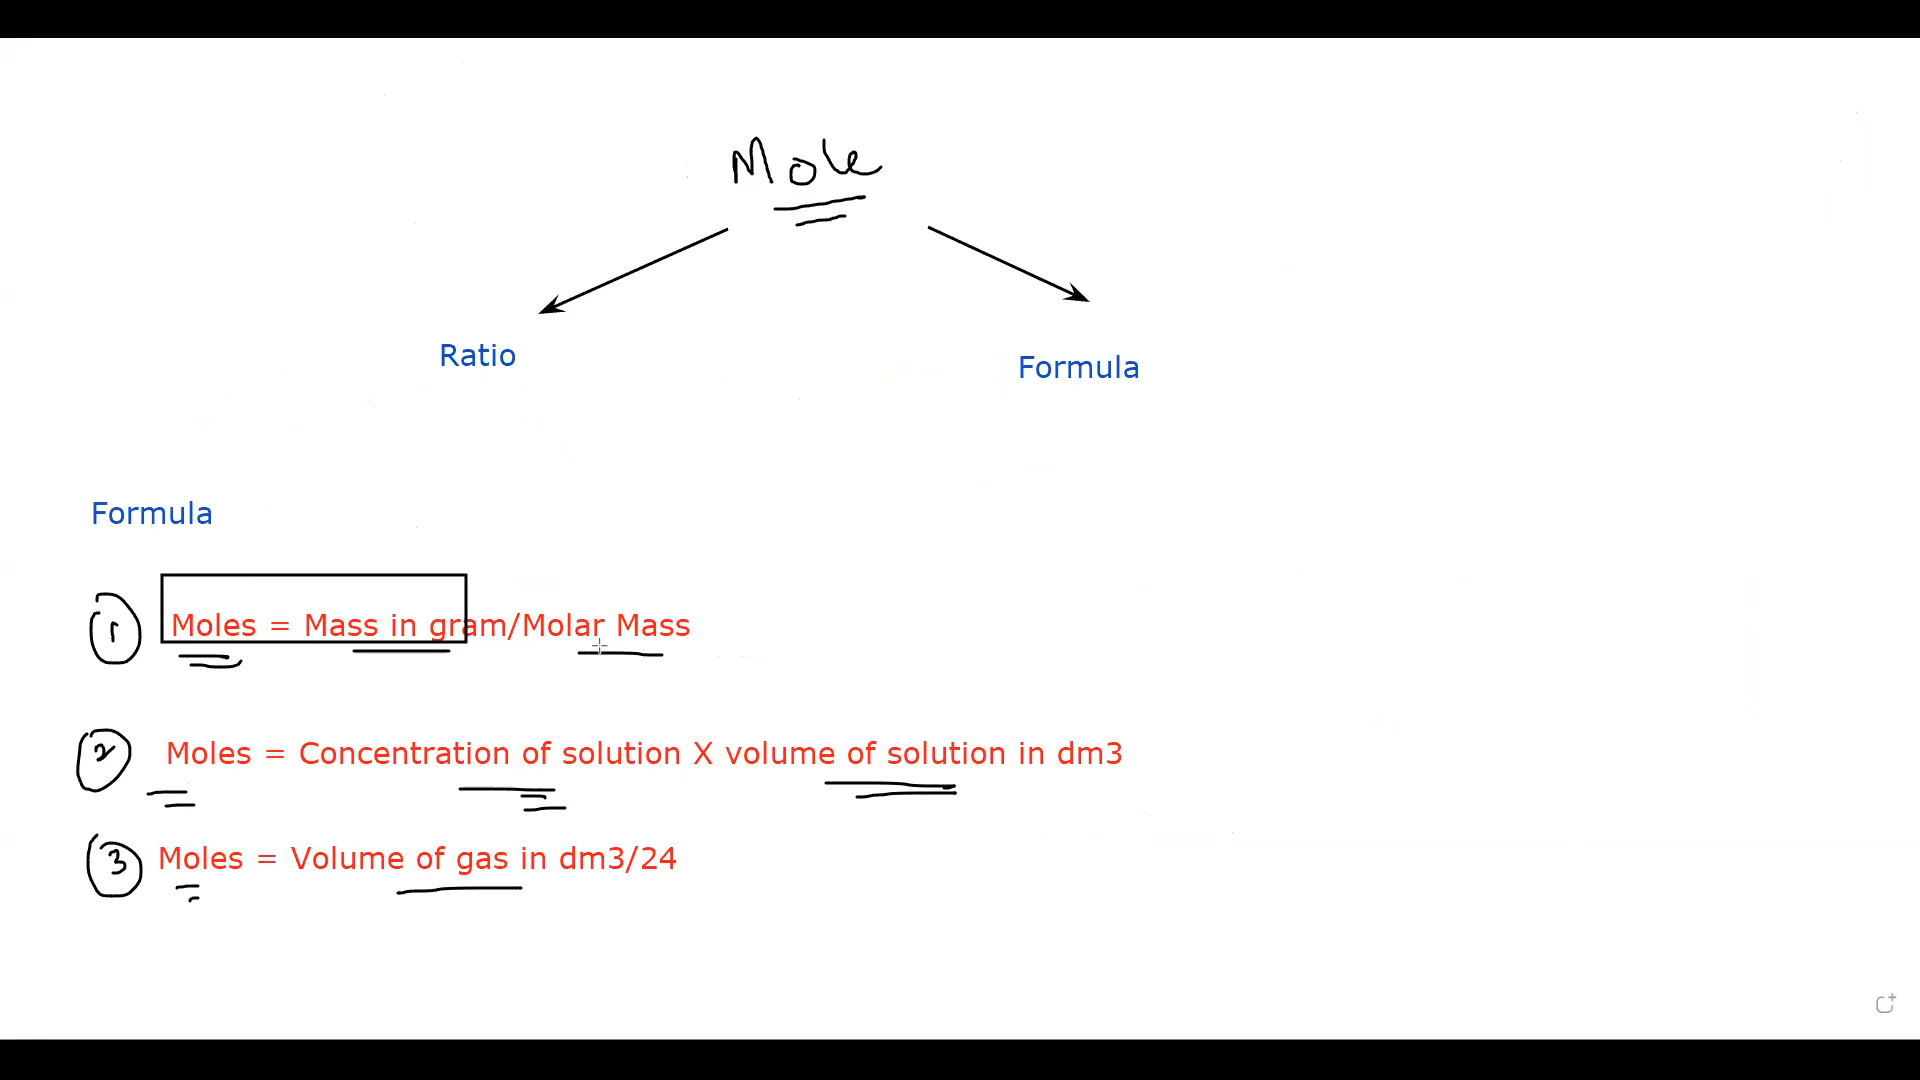 Mole
Ratio
Formula
Formula
1 Moles = Mass in gram/Molar Mass
2 Moles = Concentration of solution X volume of solution in dm3
3 Moles = Volume of gas in dm3/24